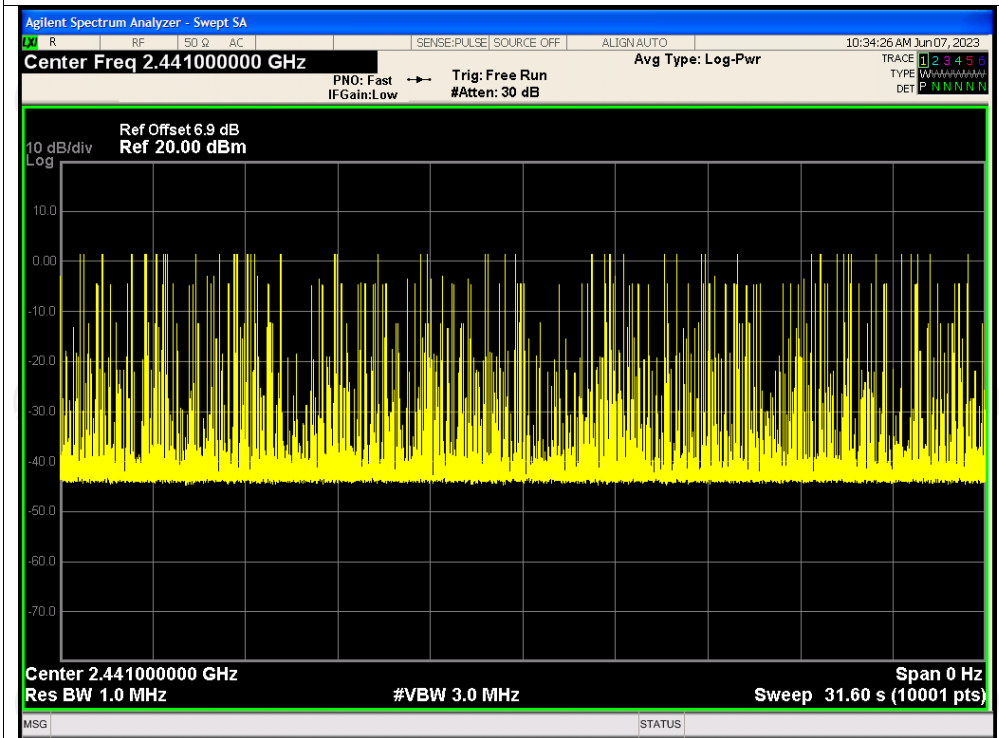 Agilent Spectrum Analyzer - Swept SA
LXI R RF 50 Ω AC SENSE:PULSE SOURCE OFF ALIGN AUTO 10:34:26 AM Jun 07, 2023
Center Freq 2.441000000 GHz Avg Type: Log-Pwr TRACE 1 2 3 4 5 6
PNO: Fast Trig: Free Run TYPE W
IFGain:Low #Atten: 30 dB DET P N N N N N
Ref Offset 6.9 dB
10 dB/div Ref 20.00 dBm
Log
10.0
0.00
-10.0
-20.0
-30.0
-40.0
-50.0
-60.0
-70.0
Center 2.441000000 GHz Span 0 Hz
Res BW 1.0 MHz #VBW 3.0 MHz Sweep 31.60 s (10001 pts)
MSG STATUS